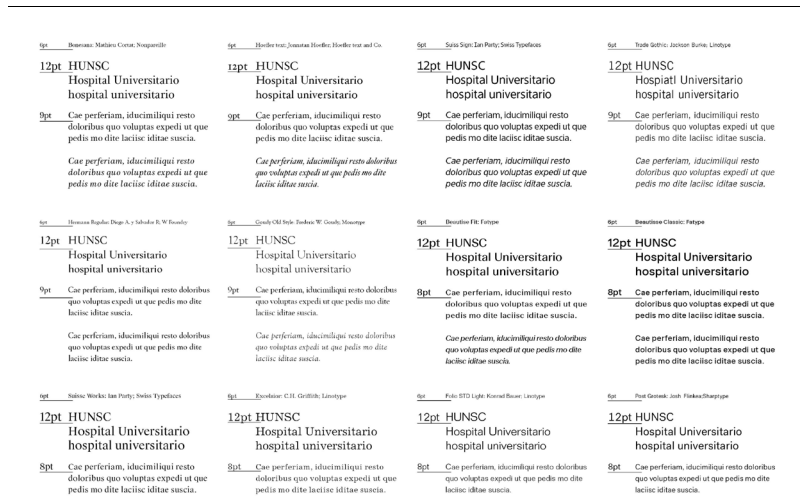 6pt Bonesana: Mathieu Cortat; Nonpareille
12pt HUNSC
Hospital Universitario
hospital universitario
9pt Cae perferiam, iducimiliqui resto
doloribus quo voluptas expedi ut que
pedis mo dite laciisc iditae suscia.
Cae perferiam, iducimiliqui resto
doloribus quo voluptas expedi ut que
pedis mo dite laciisc iditae suscia.
6pt Hoefler text; Jonnatan Hoefler; Hoefler text and Co.
12pt HUNSC
Hospital Universitario
hospital universitario
9pt Cae perferiam, iducimiliqui resto
doloribus quo voluptas expedi ut que
pedis mo dite laciisc iditae suscia.
Cae perferiam, iducimiliqui resto doloribus
quo voluptas expedi ut que pedis mo dite
laciisc iditae suscia.
6pt Suiss Sign: Ian Party; Swiss Typefaces
12pt HUNSC
Hospital Universitario
hospital universitario
9pt Cae perferiam, iducimiliqui resto
doloribus quo voluptas expedi ut que
pedis mo dite laciisc iditae suscia.
Cae perferiam, iducimiliqui resto
doloribus quo voluptas expedi ut que
pedis mo dite laciisc iditae suscia.
6pt Trade Gothic: Jackson Burke; Linotype
12pt HUNSC
Hospiatl Universitario
hospital universitario
9pt Cae perferiam, iducimiliqui resto
doloribus quo voluptas expedi ut que
pedis mo dite laciisc iditae suscia.
Cae perferiam, iducimiliqui resto
doloribus quo voluptas expedi ut que
pedis mo dite laciisc iditae suscia.
6pt Hermann Regular: Diego A. y Salvador R; W Foundry
12pt HUNSC
Hospital Universitario
hospital universitario
9pt Cae perferiam, iducimiliqui resto doloribus
quo voluptas expedi ut que pedis mo dite
laciisc iditae suscia.
Cae perferiam, iducimiliqui resto doloribus
quo voluptas expedi ut que pedis mo dite
laciisc iditae suscia.
6pt Goudy Old Style: Frederic W. Goudy; Monotype
12pt HUNSC
Hospital Universitario
hospital universitario
9pt Cae perferiam, iducimiliqui resto doloribus
quo voluptas expedi ut que pedis mo dite
laciisc iditae suscia.
Cae perferiam, iducimiliqui resto doloribus
quo voluptas expedi ut que pedis mo dite
laciisc iditae suscia.
6pt Beoutise Fit: Fatype
12pt HUNSC
Hospital Universitario
hospital universitario
8pt Cae perferiam, iducimiliqui resto
doloribus quo voluptas expedi ut que
pedis mo dite laciisc iditae suscia.
Cae perferiam, iducimiliqui resto doloribus
quo voluptas expedi ut que pedis mo dite
laciisc iditae suscia.
6pt Beausisse Classic: Fatype
12pt HUNSC
Hospital Universitario
hospital universitario
8pt Cae perferiam, iducimiliqui resto
doloribus quo voluptas expedi ut que
pedis mo dite laciisc iditae suscia.
Cae perferiam, iducimiliqui resto
doloribus quo voluptas expedi ut que
pedis mo dite laciisc iditae suscia.
6pt Suisse Works: Ian Party; Swiss Typefaces
12pt HUNSC
Hospital Universitario
hospital universitario
8pt Cae perferiam, iducimiliqui resto
doloribus quo voluptas expedi ut que
pedis mo dite laciisc iditae suscia.
6pt Excelsior: C.H. Griffith; Linotype
12pt HUNSC
Hospital Universitario
hospital universitario
8pt Cae perferiam, iducimiliqui resto
doloribus quo voluptas expedi ut que
pedis mo dite laciisc iditae suscia.
6pt Folio STD Light: Konrad Bauer: Linotype
12pt HUNSC
Hospital Universitario
hospital universitario
8pt Cae perferiam, iducimiliqui resto
doloribus quo voluptas expedi ut que
pedis mo dite laciisc iditae suscia.
6pt Post Grotesk: Josh Finkea;Sharptype
12pt HUNSC
Hospital Universitario
hospital universitario
8pt Cae perferiam, iducimiliqui resto
doloribus quo voluptas expedi ut que
pedis mo dite laciisc iditae suscia.